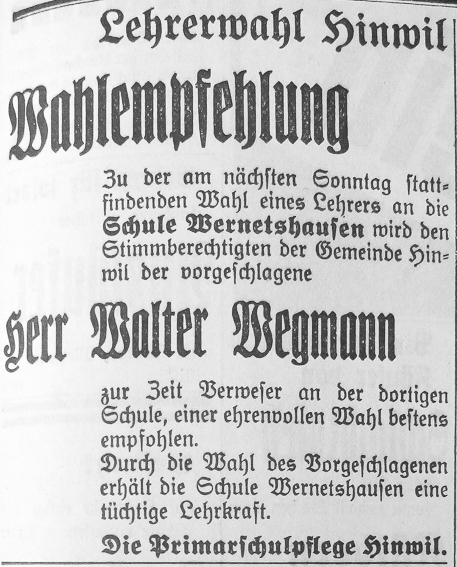 Lehrerwahl Hinwil
Wahlempfehlung
Zu der am nächsten Sonntag statt-
findenden Wahl eines Lehrers an die
Schule Wernetshausen wird den
Stimmberechtigten der Gemeinde Hin-
wil der vorgeschlagene
Herr Walter Wegmann
zur Zeit Verweser an der dortigen
Schule, einer ehrenvollen Wahl bestens
empfohlen.
Durch die Wahl des Vorgeschlagenen
erhält die Schule Wernetshausen eine
tüchtige Lehrkraft.
Die Primarschulpflege Hinwil.